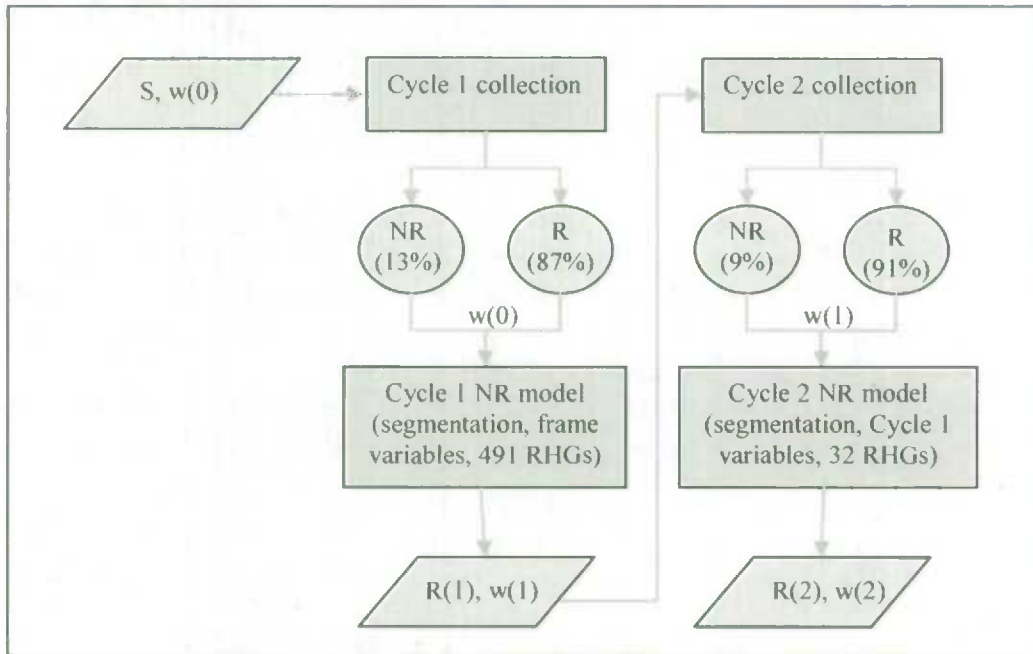 S, w(0)
Cycle 1 collection
NR
(13%)
R
(87%)
w(0)
Cycle 1 NR model
(segmentation, frame
variables, 491 RHGs)
R(1), w(1)
Cycle 2 collection
NR
(9%)
R
(91%)
w(1)
Cycle 2 NR model
(segmentation, Cycle 1
variables, 32 RHGs)
R(2), w(2)